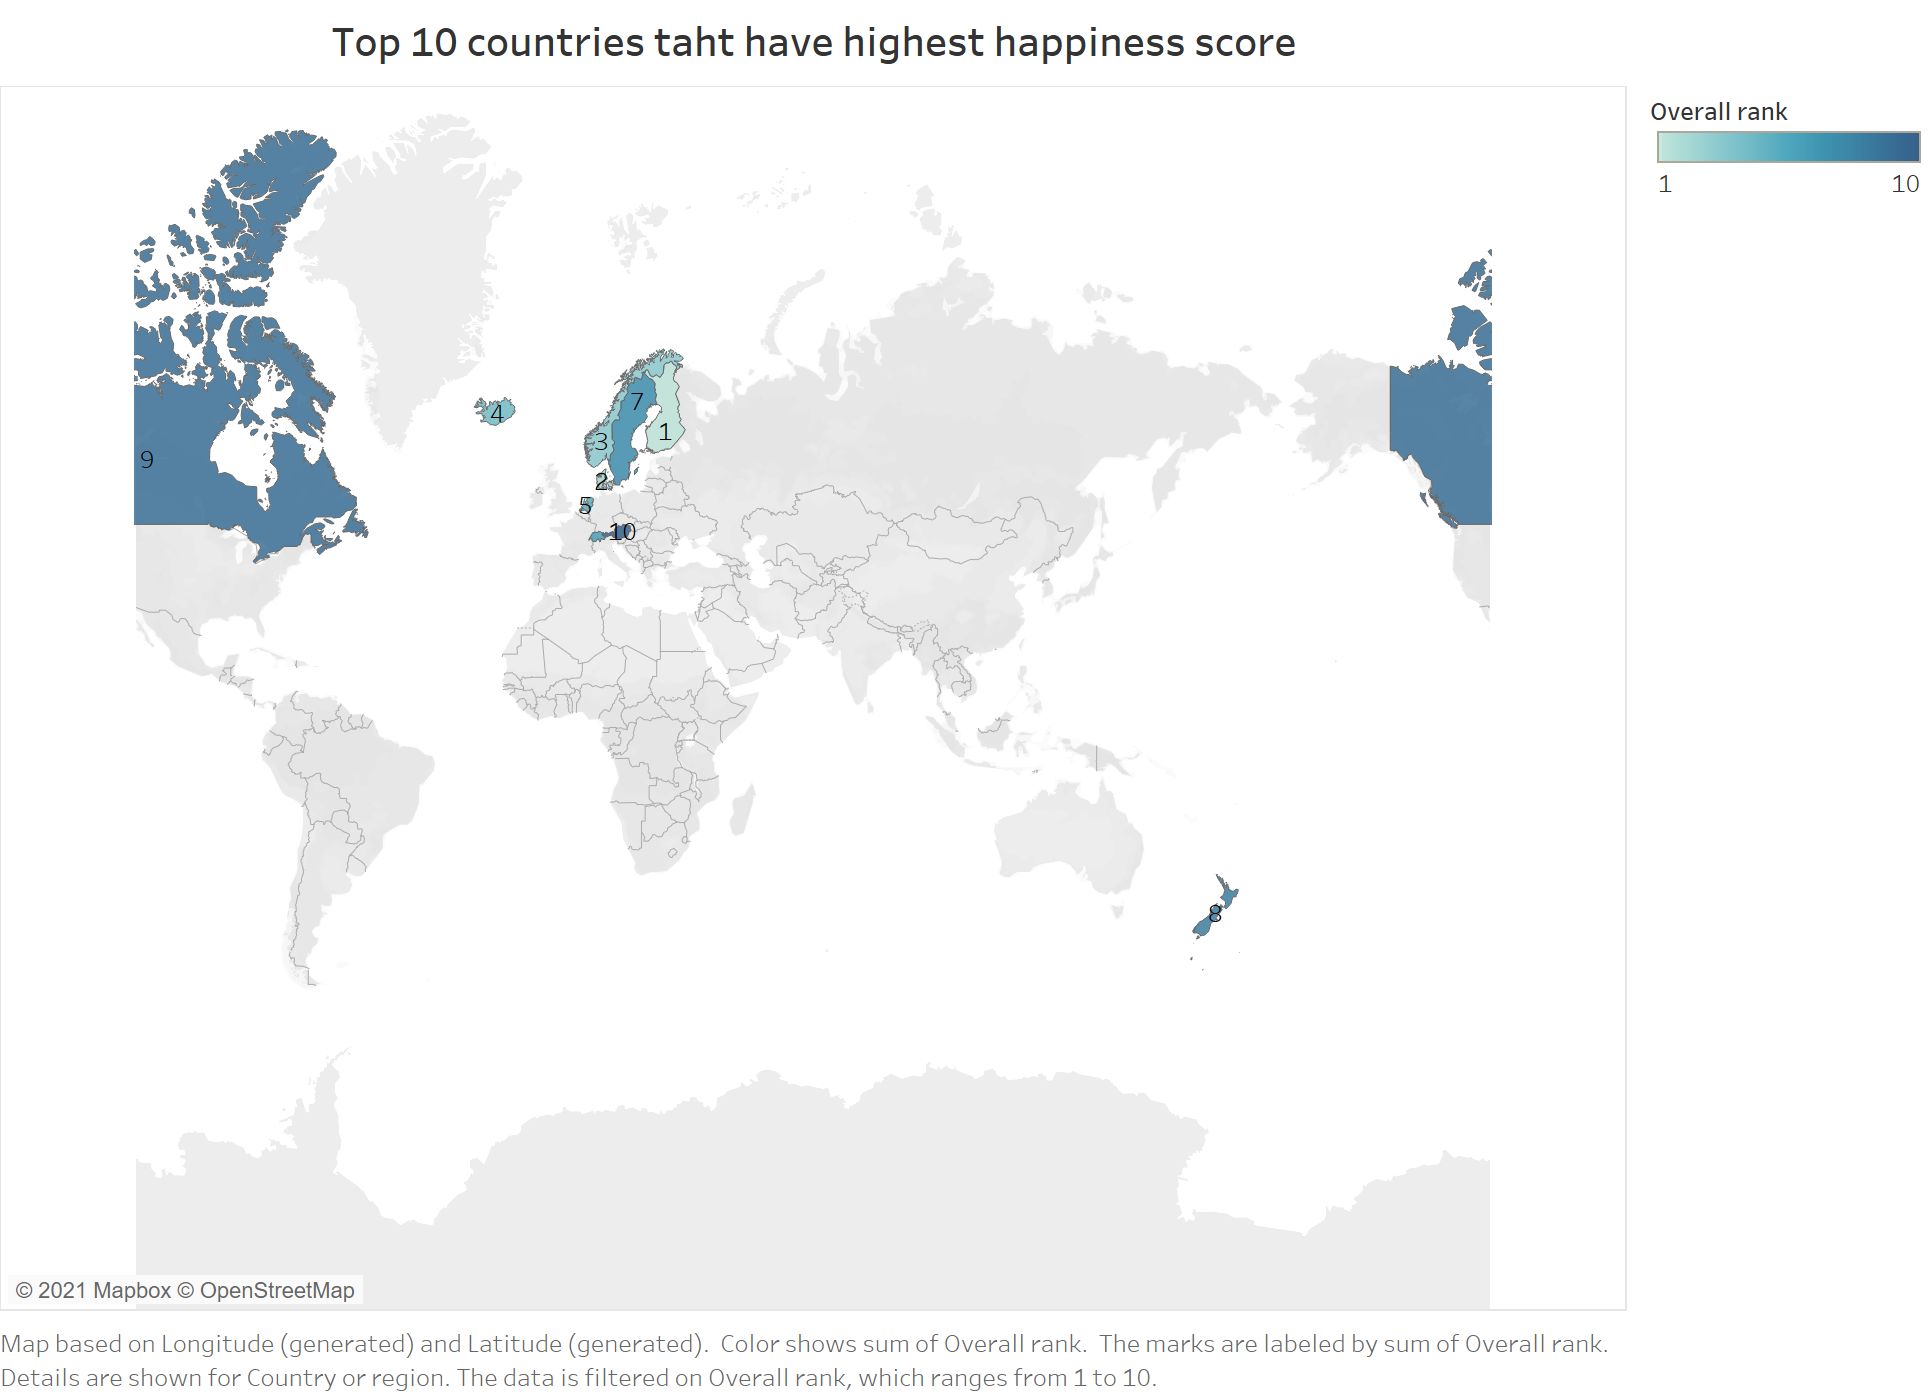 Top 10 countries taht have highest happiness score
Overall rank
1 10
4
7
3
1
9
2
5
10
8
© 2021 Mapbox © OpenStreetMap
Map based on Longitude (generated) and Latitude (generated).  Color shows sum of Overall rank.  The marks are labeled by sum of Overall rank.
Details are shown for Country or region. The data is filtered on Overall rank, which ranges from 1 to 10.